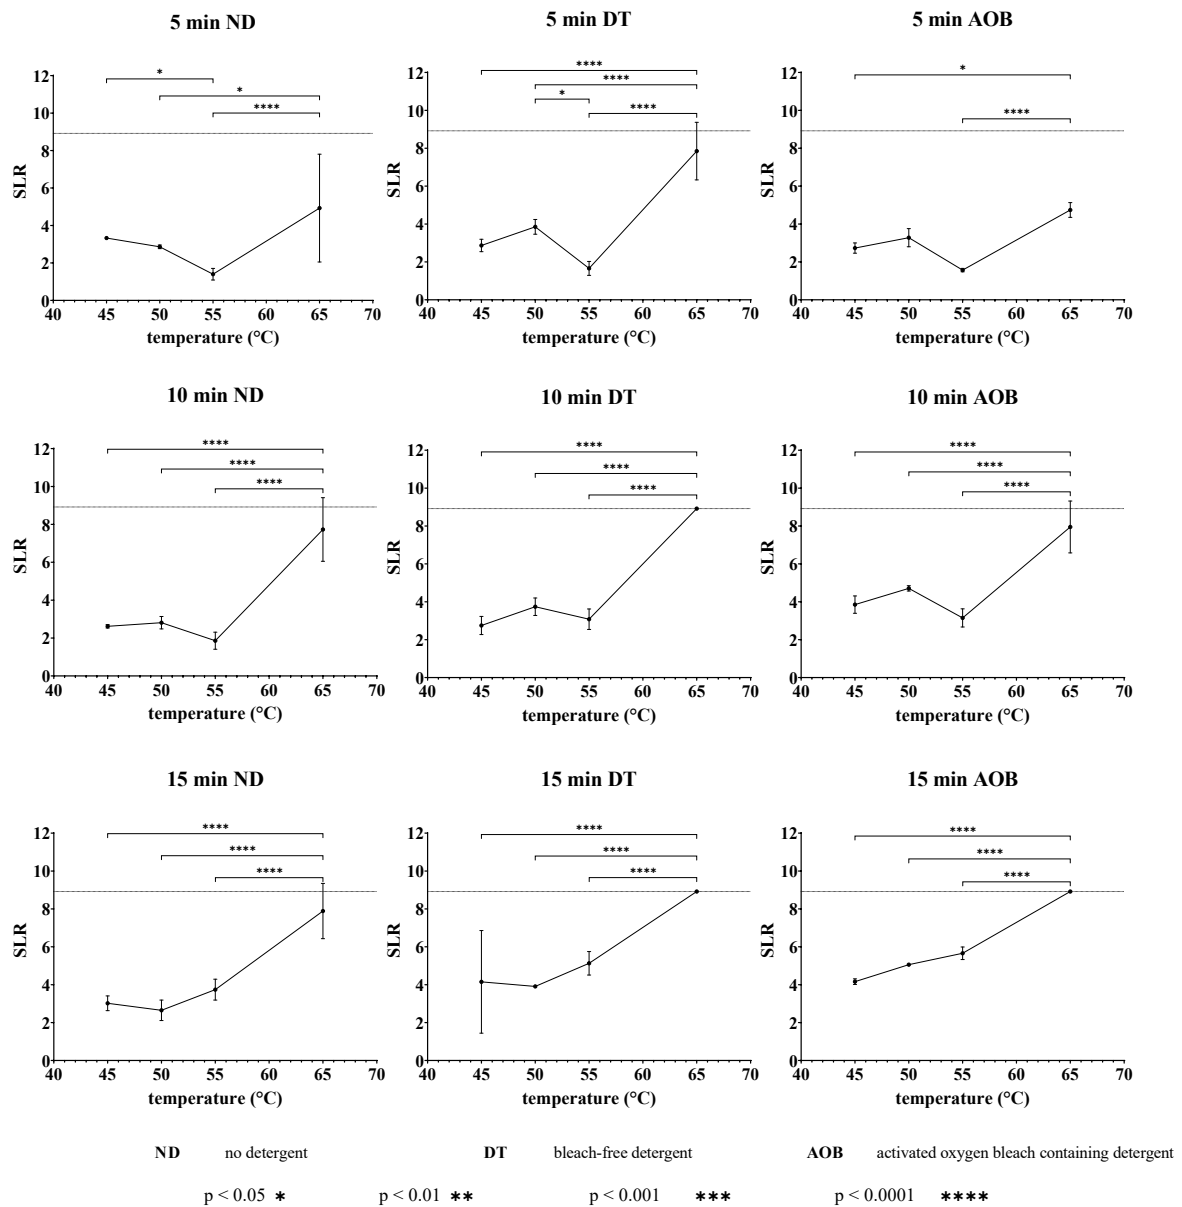 5 min ND
5 min DT
5 min AOB
* * ****
**** **** * ****
* ****
SLR 12 10 8 6 4 2 0
SLR 12 10 8 6 4 2 0
SLR 12 10 8 6 4 2 0
40 45 50 55 60 65 70
40 45 50 55 60 65 70
40 45 50 55 60 65 70
temperature (°C)
temperature (°C)
temperature (°C)
10 min ND
10 min DT
10 min AOB
**** **** ****
**** **** ****
**** **** ****
SLR 12 10 8 6 4 2 0
SLR 12 10 8 6 4 2 0
SLR 12 10 8 6 4 2 0
40 45 50 55 60 65 70
40 45 50 55 60 65 70
40 45 50 55 60 65 70
temperature (°C)
temperature (°C)
temperature (°C)
15 min ND
15 min DT
15 min AOB
**** **** ****
**** **** ****
**** **** ****
SLR 12 10 8 6 4 2 0
SLR 12 10 8 6 4 2 0
SLR 12 10 8 6 4 2 0
40 45 50 55 60 65 70
40 45 50 55 60 65 70
40 45 50 55 60 65 70
temperature (°C)
temperature (°C)
temperature (°C)
ND no detergent DT bleach-free detergent AOB activated oxygen bleach containing detergent
p < 0.05 * p < 0.01 ** p < 0.001 *** p < 0.0001 ****